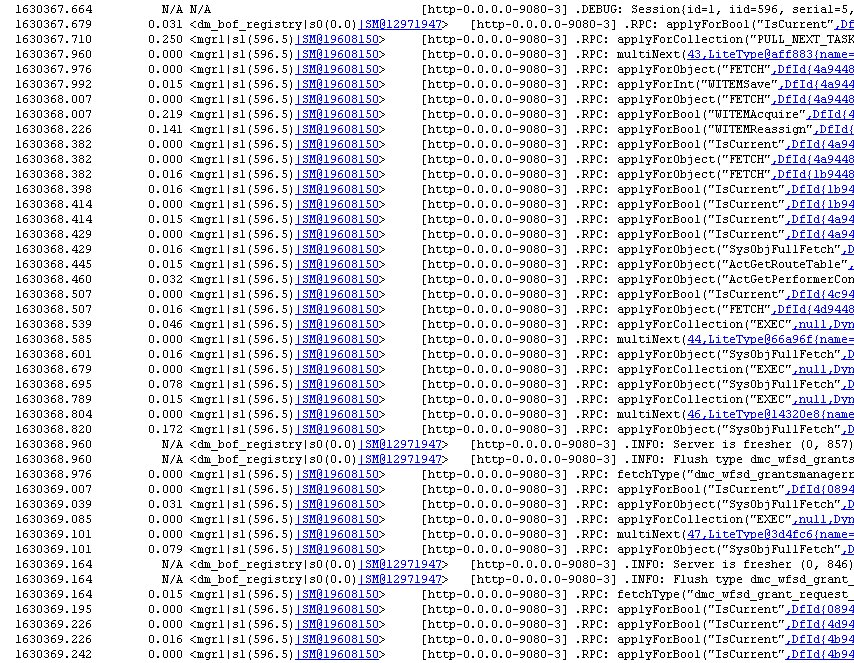 1630367.664 N/A N/A [http-0.0.0.0-9080-3] .DEBUG: Session{id=1, iid=596, serial=5,
1630367.679 0.031 <dm_bof_registry|s0(0.0)|SM@12971947> [http-0.0.0.0-9080-3] .RPC: applyForBool("IsCurrent",Df
1630367.710 0.250 <mgrl|s1(596.5)|SM@19608150> [http-0.0.0.0-9080-3] .RPC: applyForCollection("PULL_NEXT_TASK
1630367.960 0.000 <mgrl|s1(596.5)|SM@19608150> [http-0.0.0.0-9080-3] .RPC: multiNext(43,LiteType@aff883{name=
1630367.976 0.000 <mgrl|s1(596.5)|SM@19608150> [http-0.0.0.0-9080-3] .RPC: applyForObject("FETCH",DfId{4a9448
1630367.992 0.015 <mgrl|s1(596.5)|SM@19608150> [http-0.0.0.0-9080-3] .RPC: applyForInt("WITEMSave",DfId{4a944
1630368.007 0.000 <mgrl|s1(596.5)|SM@19608150> [http-0.0.0.0-9080-3] .RPC: applyForObject("FETCH",DfId{4a9448
1630368.007 0.219 <mgrl|s1(596.5)|SM@19608150> [http-0.0.0.0-9080-3] .RPC: applyForBool("WITEMAcquire",DfId{4
1630368.226 0.141 <mgrl|s1(596.5)|SM@19608150> [http-0.0.0.0-9080-3] .RPC: applyForBool("WITEMReassign",DfId{
1630368.382 0.000 <mgrl|s1(596.5)|SM@19608150> [http-0.0.0.0-9080-3] .RPC: applyForBool("IsCurrent",DfId{4a94
1630368.382 0.000 <mgrl|s1(596.5)|SM@19608150> [http-0.0.0.0-9080-3] .RPC: applyForObject("FETCH",DfId{4a9448
1630368.382 0.016 <mgrl|s1(596.5)|SM@19608150> [http-0.0.0.0-9080-3] .RPC: applyForObject("FETCH",DfId{1b9448
1630368.398 0.016 <mgrl|s1(596.5)|SM@19608150> [http-0.0.0.0-9080-3] .RPC: applyForBool("IsCurrent",DfId{1b94
1630368.414 0.000 <mgrl|s1(596.5)|SM@19608150> [http-0.0.0.0-9080-3] .RPC: applyForBool("IsCurrent",DfId{1b94
1630368.414 0.015 <mgrl|s1(596.5)|SM@19608150> [http-0.0.0.0-9080-3] .RPC: applyForBool("IsCurrent",DfId{4a94
1630368.429 0.000 <mgrl|s1(596.5)|SM@19608150> [http-0.0.0.0-9080-3] .RPC: applyForBool("IsCurrent",DfId{4a94
1630368.429 0.016 <mgrl|s1(596.5)|SM@19608150> [http-0.0.0.0-9080-3] .RPC: applyForObject("SysObjFullFetch",D
1630368.445 0.015 <mgrl|s1(596.5)|SM@19608150> [http-0.0.0.0-9080-3] .RPC: applyForObject("ActGetRouteTable",
1630368.460 0.032 <mgrl|s1(596.5)|SM@19608150> [http-0.0.0.0-9080-3] .RPC: applyForObject("ActGetPerformerCon
1630368.507 0.000 <mgrl|s1(596.5)|SM@19608150> [http-0.0.0.0-9080-3] .RPC: applyForBool("IsCurrent",DfId{4c94
1630368.507 0.016 <mgrl|s1(596.5)|SM@19608150> [http-0.0.0.0-9080-3] .RPC: applyForObject("FETCH",DfId{4d9448
1630368.539 0.046 <mgrl|s1(596.5)|SM@19608150> [http-0.0.0.0-9080-3] .RPC: applyForCollection("EXEC",null,Dyn
1630368.585 0.000 <mgrl|s1(596.5)|SM@19608150> [http-0.0.0.0-9080-3] .RPC: multiNext(44,LiteType@66a96f{name=
1630368.601 0.016 <mgrl|s1(596.5)|SM@19608150> [http-0.0.0.0-9080-3] .RPC: applyForObject("SysObjFullFetch",D
1630368.679 0.000 <mgrl|s1(596.5)|SM@19608150> [http-0.0.0.0-9080-3] .RPC: applyForCollection("EXEC",null,Dyn
1630368.695 0.078 <mgrl|s1(596.5)|SM@19608150> [http-0.0.0.0-9080-3] .RPC: applyForObject("SysObjFullFetch",D
1630368.789 0.015 <mgrl|s1(596.5)|SM@19608150> [http-0.0.0.0-9080-3] .RPC: applyForCollection("EXEC",null,Dyn
1630368.804 0.000 <mgrl|s1(596.5)|SM@19608150> [http-0.0.0.0-9080-3] .RPC: multiNext(46,LiteType@14320e8{name
1630368.820 0.172 <mgrl|s1(596.5)|SM@19608150> [http-0.0.0.0-9080-3] .RPC: applyForObject("SysObjFullFetch",D
1630368.960 N/A <dm_bof_registry|s0(0.0)|SM@12971947> [http-0.0.0.0-9080-3] .INFO: Server is fresher (0, 857)
1630368.960 N/A <dm_bof_registry|s0(0.0)|SM@12971947> [http-0.0.0.0-9080-3] .INFO: Flush type dmc_wfsd_grants
1630368.976 0.000 <mgrl|s1(596.5)|SM@19608150> [http-0.0.0.0-9080-3] .RPC: fetchType("dmc_wfsd_grantsmanagerr
1630369.007 0.000 <mgrl|s1(596.5)|SM@19608150> [http-0.0.0.0-9080-3] .RPC: applyForBool("IsCurrent",DfId{0894
1630369.039 0.031 <mgrl|s1(596.5)|SM@19608150> [http-0.0.0.0-9080-3] .RPC: applyForObject("SysObjFullFetch",D
1630369.085 0.000 <mgrl|s1(596.5)|SM@19608150> [http-0.0.0.0-9080-3] .RPC: applyForCollection("EXEC",null,Dyn
1630369.101 0.000 <mgrl|s1(596.5)|SM@19608150> [http-0.0.0.0-9080-3] .RPC: multiNext(47,LiteType@3d4fc6{name=
1630369.101 0.079 <mgrl|s1(596.5)|SM@19608150> [http-0.0.0.0-9080-3] .RPC: applyForObject("SysObjFullFetch",D
1630369.164 N/A <dm_bof_registry|s0(0.0)|SM@12971947> [http-0.0.0.0-9080-3] .INFO: Server is fresher (0, 846)
1630369.164 N/A <dm_bof_registry|s0(0.0)|SM@12971947> [http-0.0.0.0-9080-3] .INFO: Flush type dmc_wfsd_grant_
1630369.164 0.015 <mgrl|s1(596.5)|SM@19608150> [http-0.0.0.0-9080-3] .RPC: fetchType("dmc_wfsd_grant_request_
1630369.195 0.000 <mgrl|s1(596.5)|SM@19608150> [http-0.0.0.0-9080-3] .RPC: applyForBool("IsCurrent",DfId{0894
1630369.226 0.000 <mgrl|s1(596.5)|SM@19608150> [http-0.0.0.0-9080-3] .RPC: applyForBool("IsCurrent",DfId{4d94
1630369.226 0.016 <mgrl|s1(596.5)|SM@19608150> [http-0.0.0.0-9080-3] .RPC: applyForBool("IsCurrent",DfId{4b94
1630369.242 0.000 <mgrl|s1(596.5)|SM@19608150> [http-0.0.0.0-9080-3] .RPC: applyForBool("IsCurrent",DfId{4b94